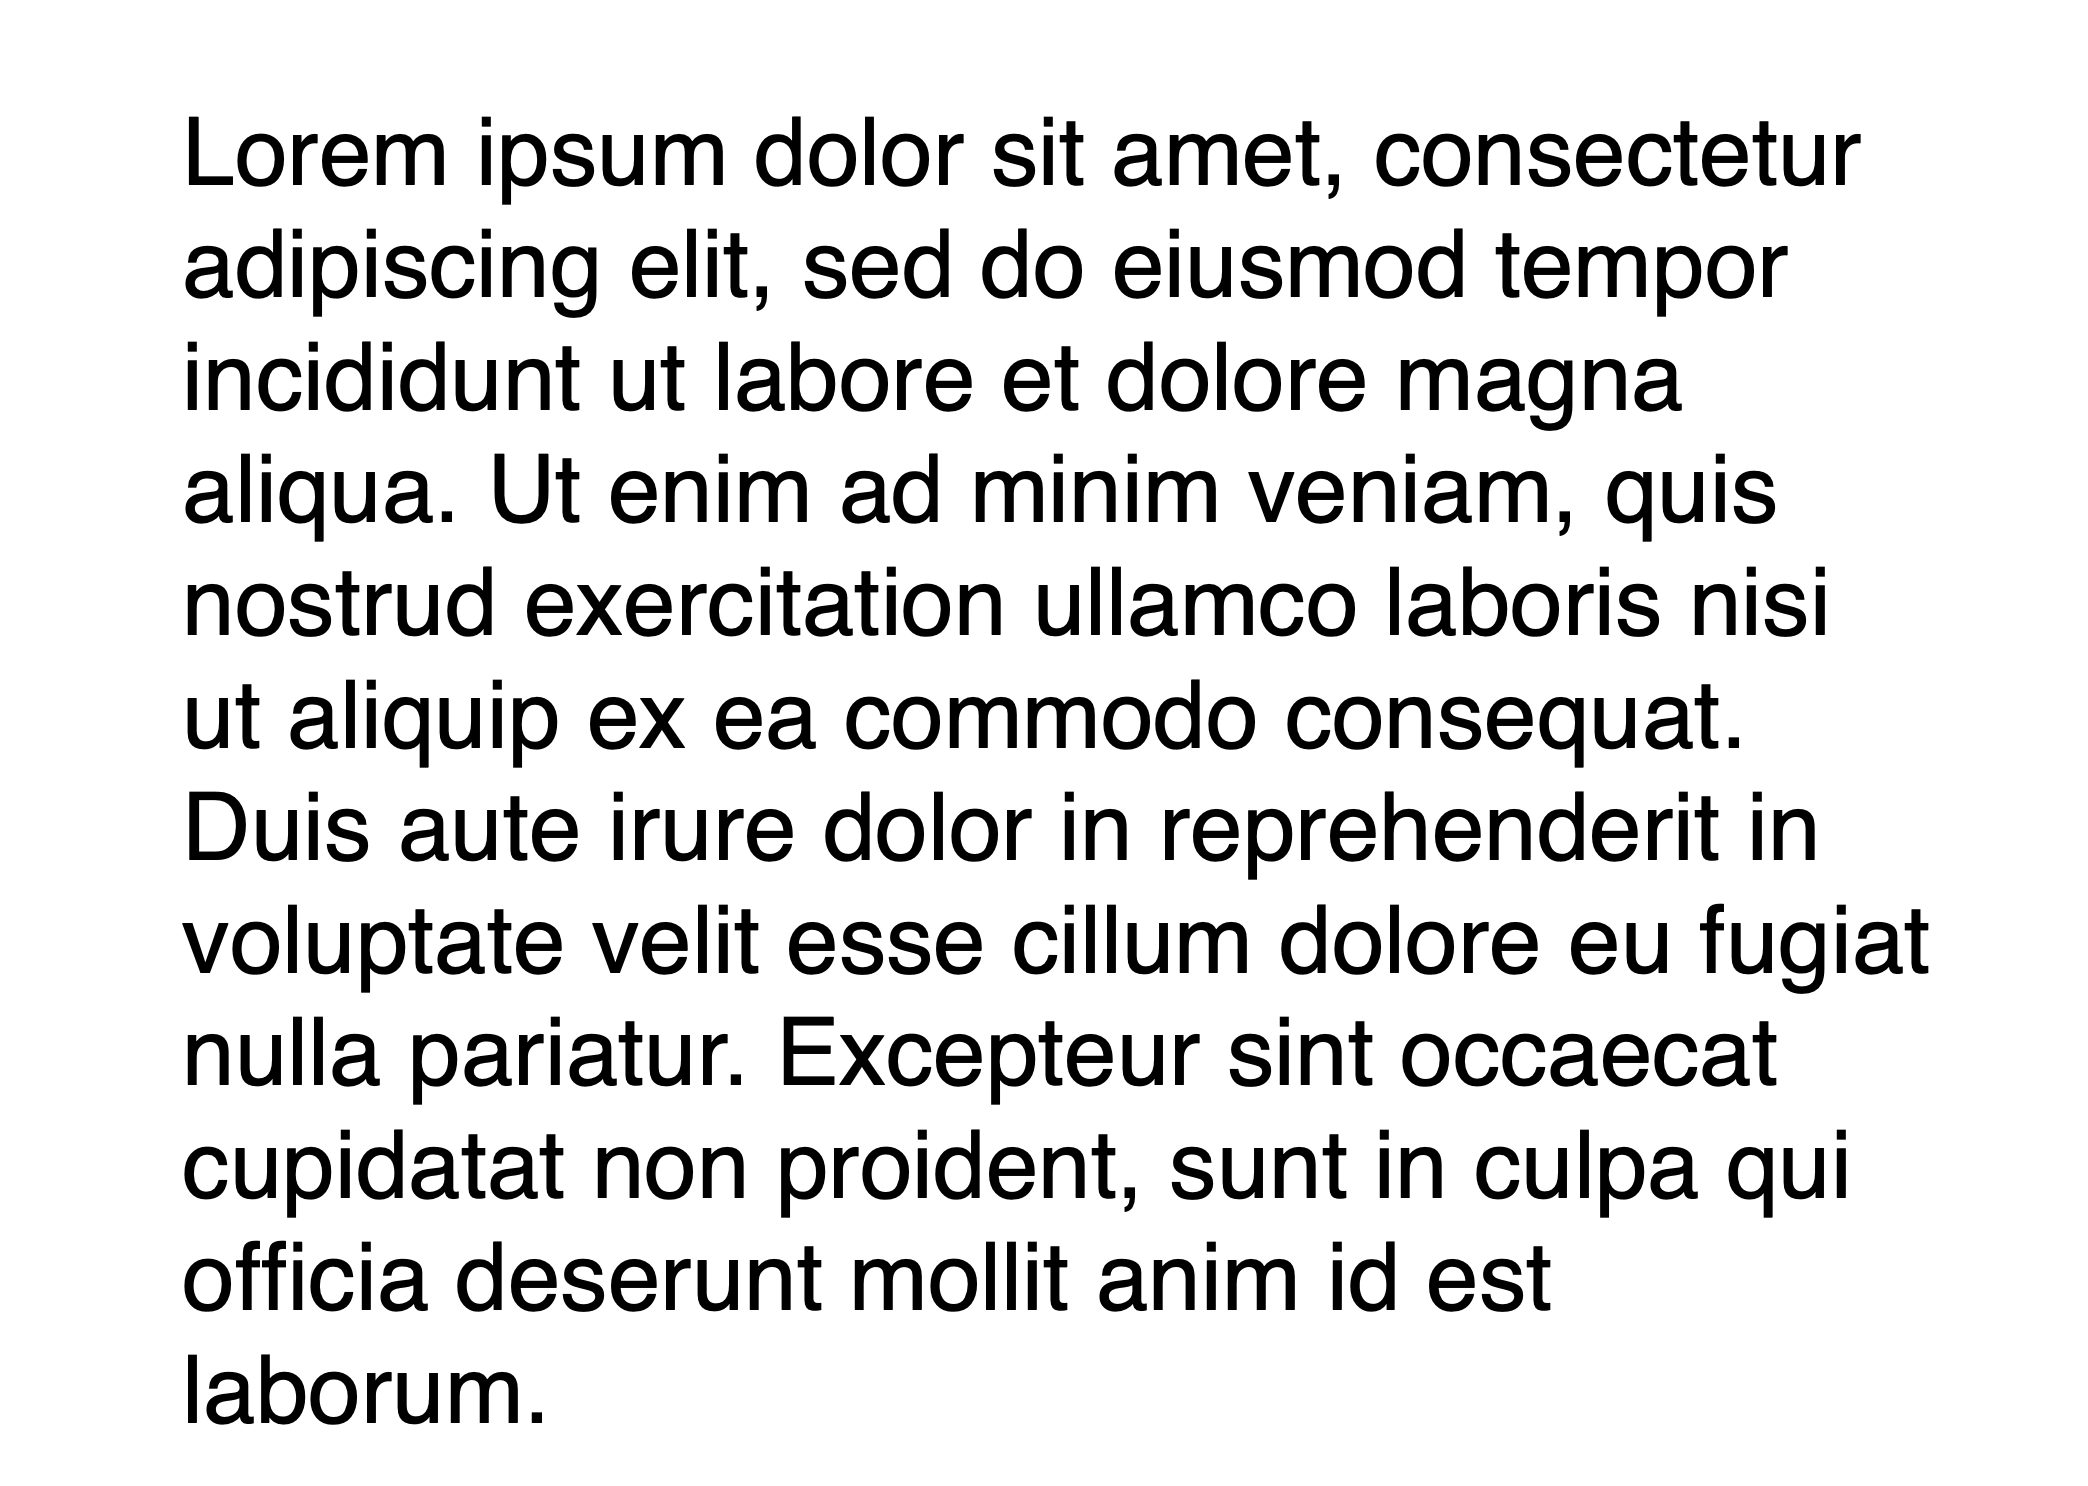 Lorem ipsum dolor sit amet, consectetur
adipiscing elit, sed do eiusmod tempor
incididunt ut labore et dolore magna
aliqua. Ut enim ad minim veniam, quis
nostrud exercitation ullamco laboris nisi
ut aliquip ex ea commodo consequat.
Duis aute irure dolor in reprehenderit in
voluptate velit esse cillum dolore eu fugiat
nulla pariatur. Excepteur sint occaecat
cupidatat non proident, sunt in culpa qui
officia deserunt mollit anim id est
laborum.